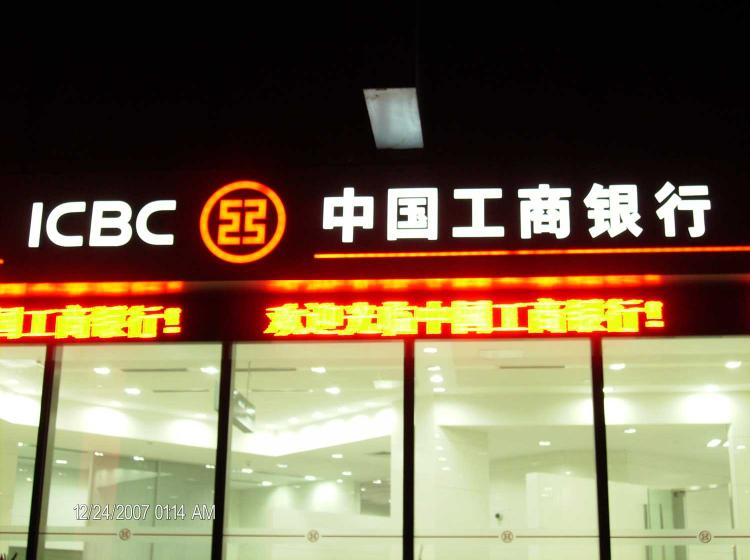 ICBC 中国工商银行
国工商银行! 欢迎光临中国工商银行!
12/24/2007 01:14 AM